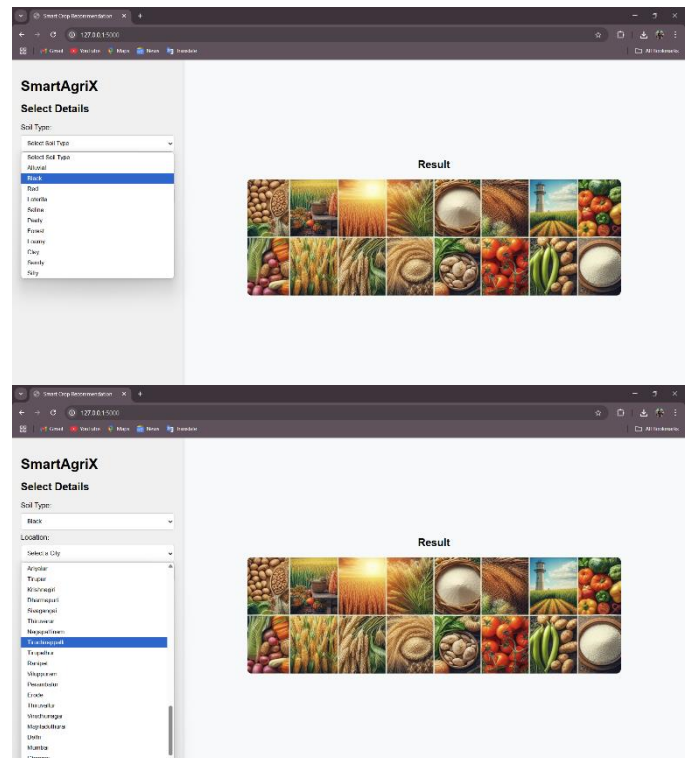 Smart Crop Recommendation
127.0.0.1:5000
Gmail YouTube Maps News Translate All Bookmarks
SmartAgriX
Select Details
Soil Type:
Select Soil Type
Select Soil Type
Alluvial
Black
Red
Laterite
Saline
Peaty
Forest
Loamy
Clay
Sandy
Silty
Result
Smart Crop Recommendation
127.0.0.1:5000
Gmail YouTube Maps News Translate All Bookmarks
SmartAgriX
Select Details
Soil Type:
Black
Location:
Select a City
Ariyalur
Tirupur
Krishnagiri
Dharmapuri
Sivagangai
Thiruvarur
Nagapattinam
Tiruchirappalli
Tirupathur
Ranipet
Viluppuram
Perambalur
Erode
Thiruvallur
Virudhunagar
Mayiladuthurai
Delhi
Mumbai
Result